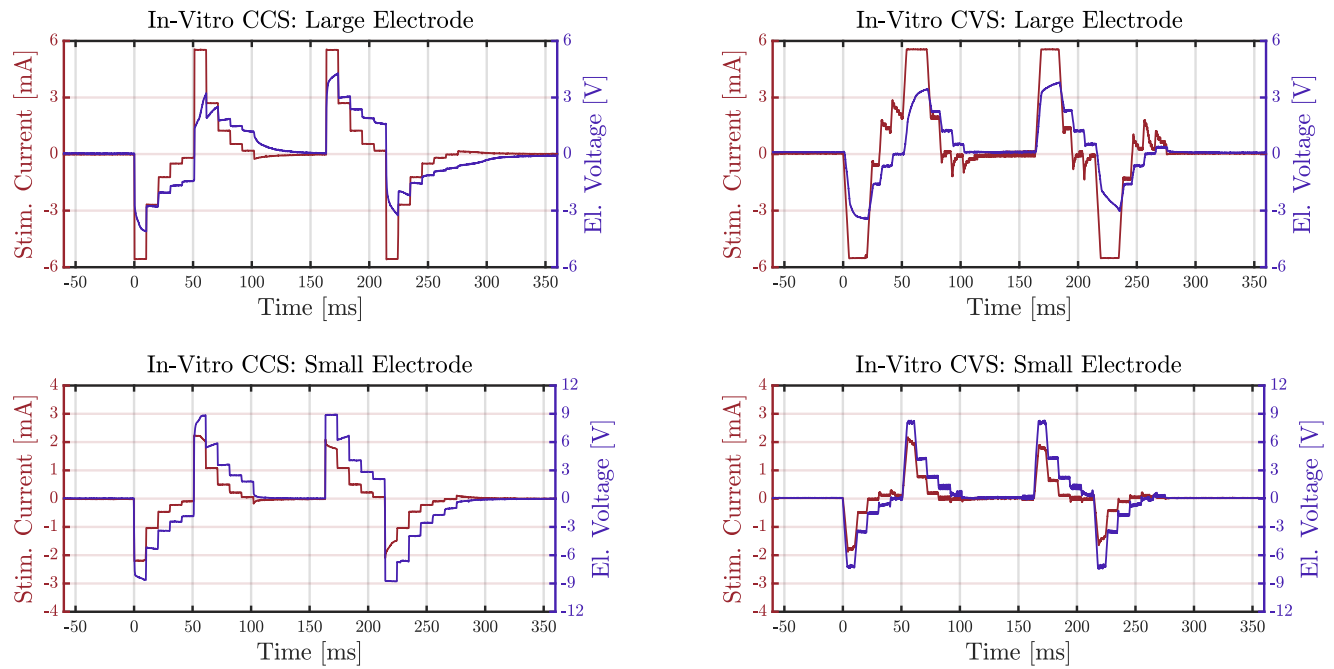 In-Vitro CCS: Large Electrode
Stim. Current [mA]
6
3
0
-3
-6
El. Voltage [V]
6
3
0
-3
-6
-50 0 50 100 150 200 250 300 350
Time [ms]
In-Vitro CVS: Large Electrode
Stim. Current [mA]
6
3
0
-3
-6
El. Voltage [V]
6
3
0
-3
-6
-50 0 50 100 150 200 250 300 350
Time [ms]
In-Vitro CCS: Small Electrode
Stim. Current [mA]
4
3
2
1
0
-1
-2
-3
-4
El. Voltage [V]
12
9
6
3
0
-3
-6
-9
-12
-50 0 50 100 150 200 250 300 350
Time [ms]
In-Vitro CVS: Small Electrode
Stim. Current [mA]
4
3
2
1
0
-1
-2
-3
-4
El. Voltage [V]
12
9
6
3
0
-3
-6
-9
-12
-50 0 50 100 150 200 250 300 350
Time [ms]